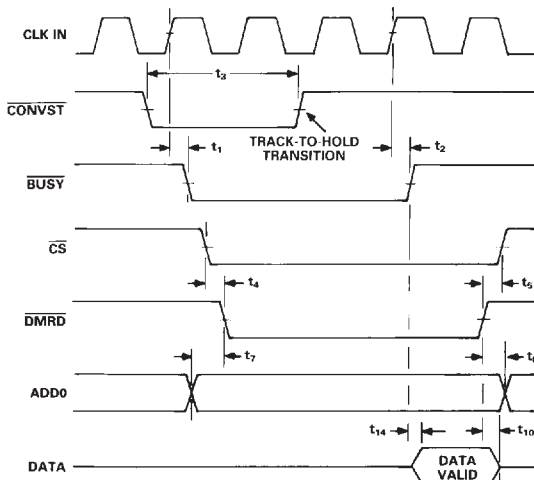 CLK IN
t3
CONVST
TRACK-TO-HOLD
TRANSITION
t1
t2
BUSY
CS
t4
t5
DMRD
t7
t6
ADD0
t14
t10
DATA
DATA
VALID